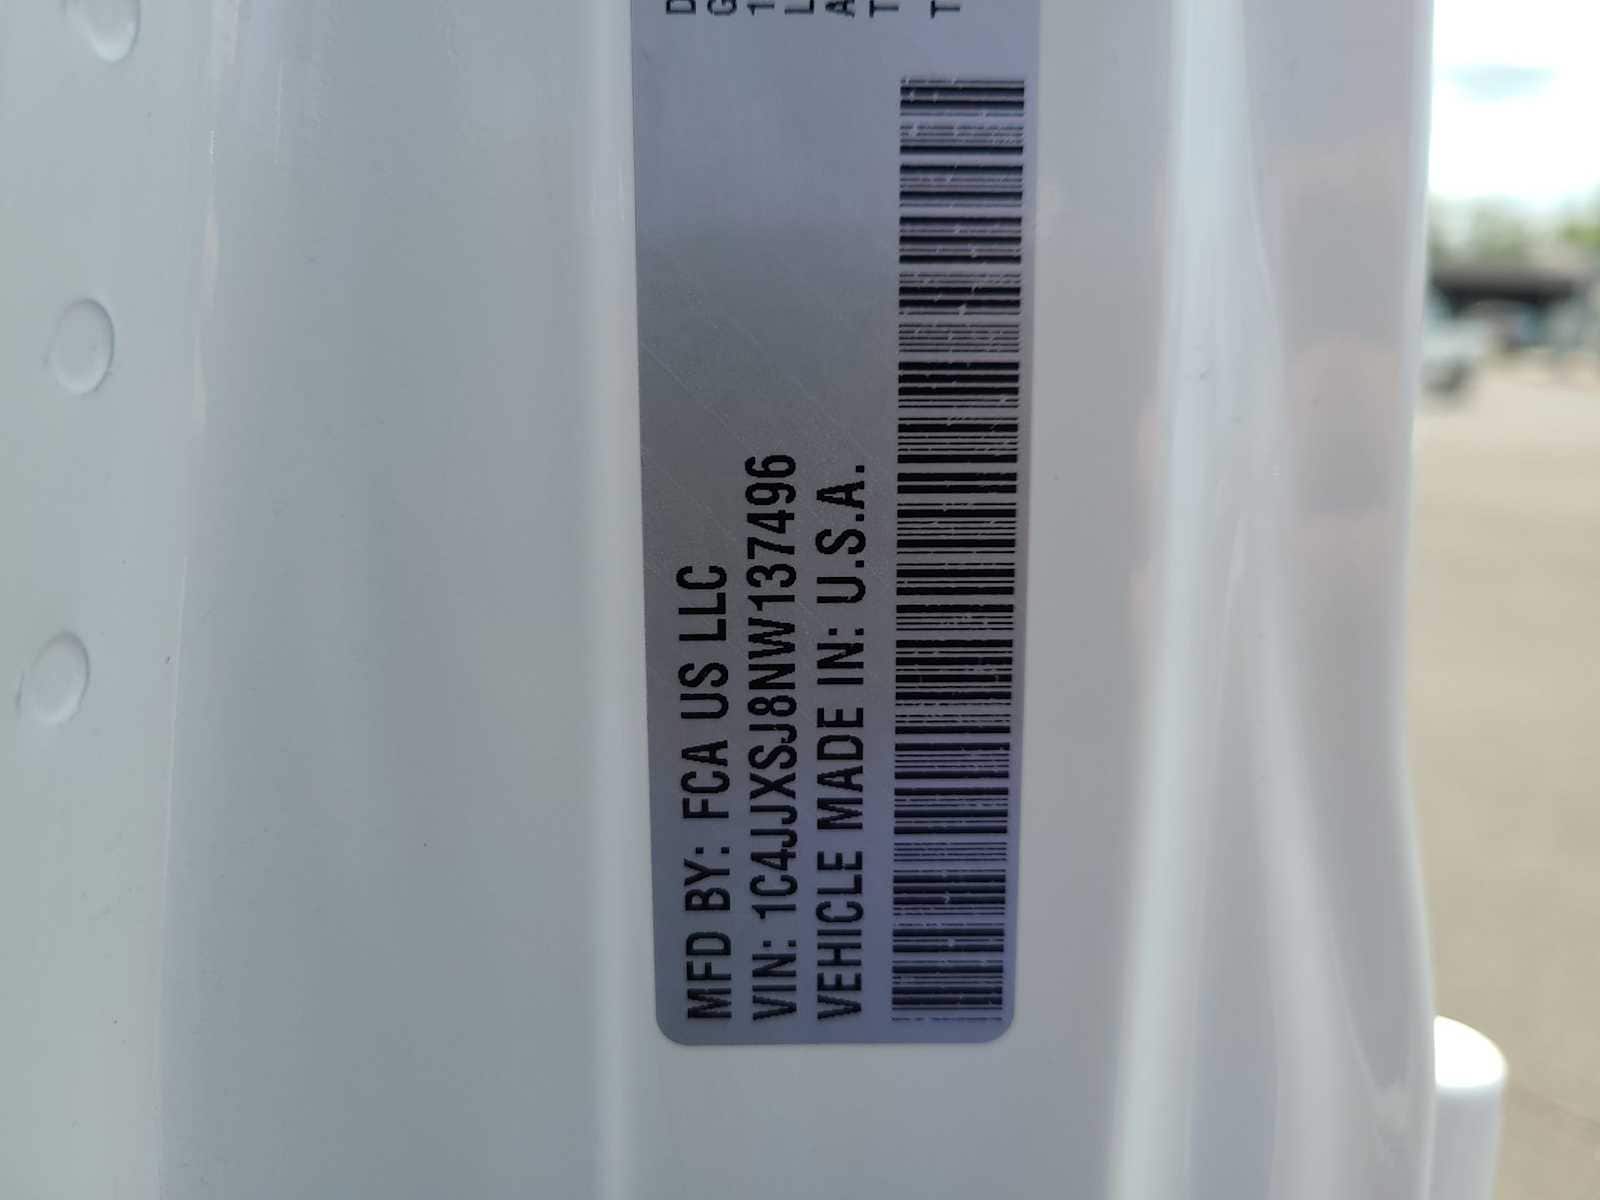 MFD BY: FCA US LLC
VIN: 1C4JJXSJ8NW137496
VEHICLE MADE IN: U.S.A.